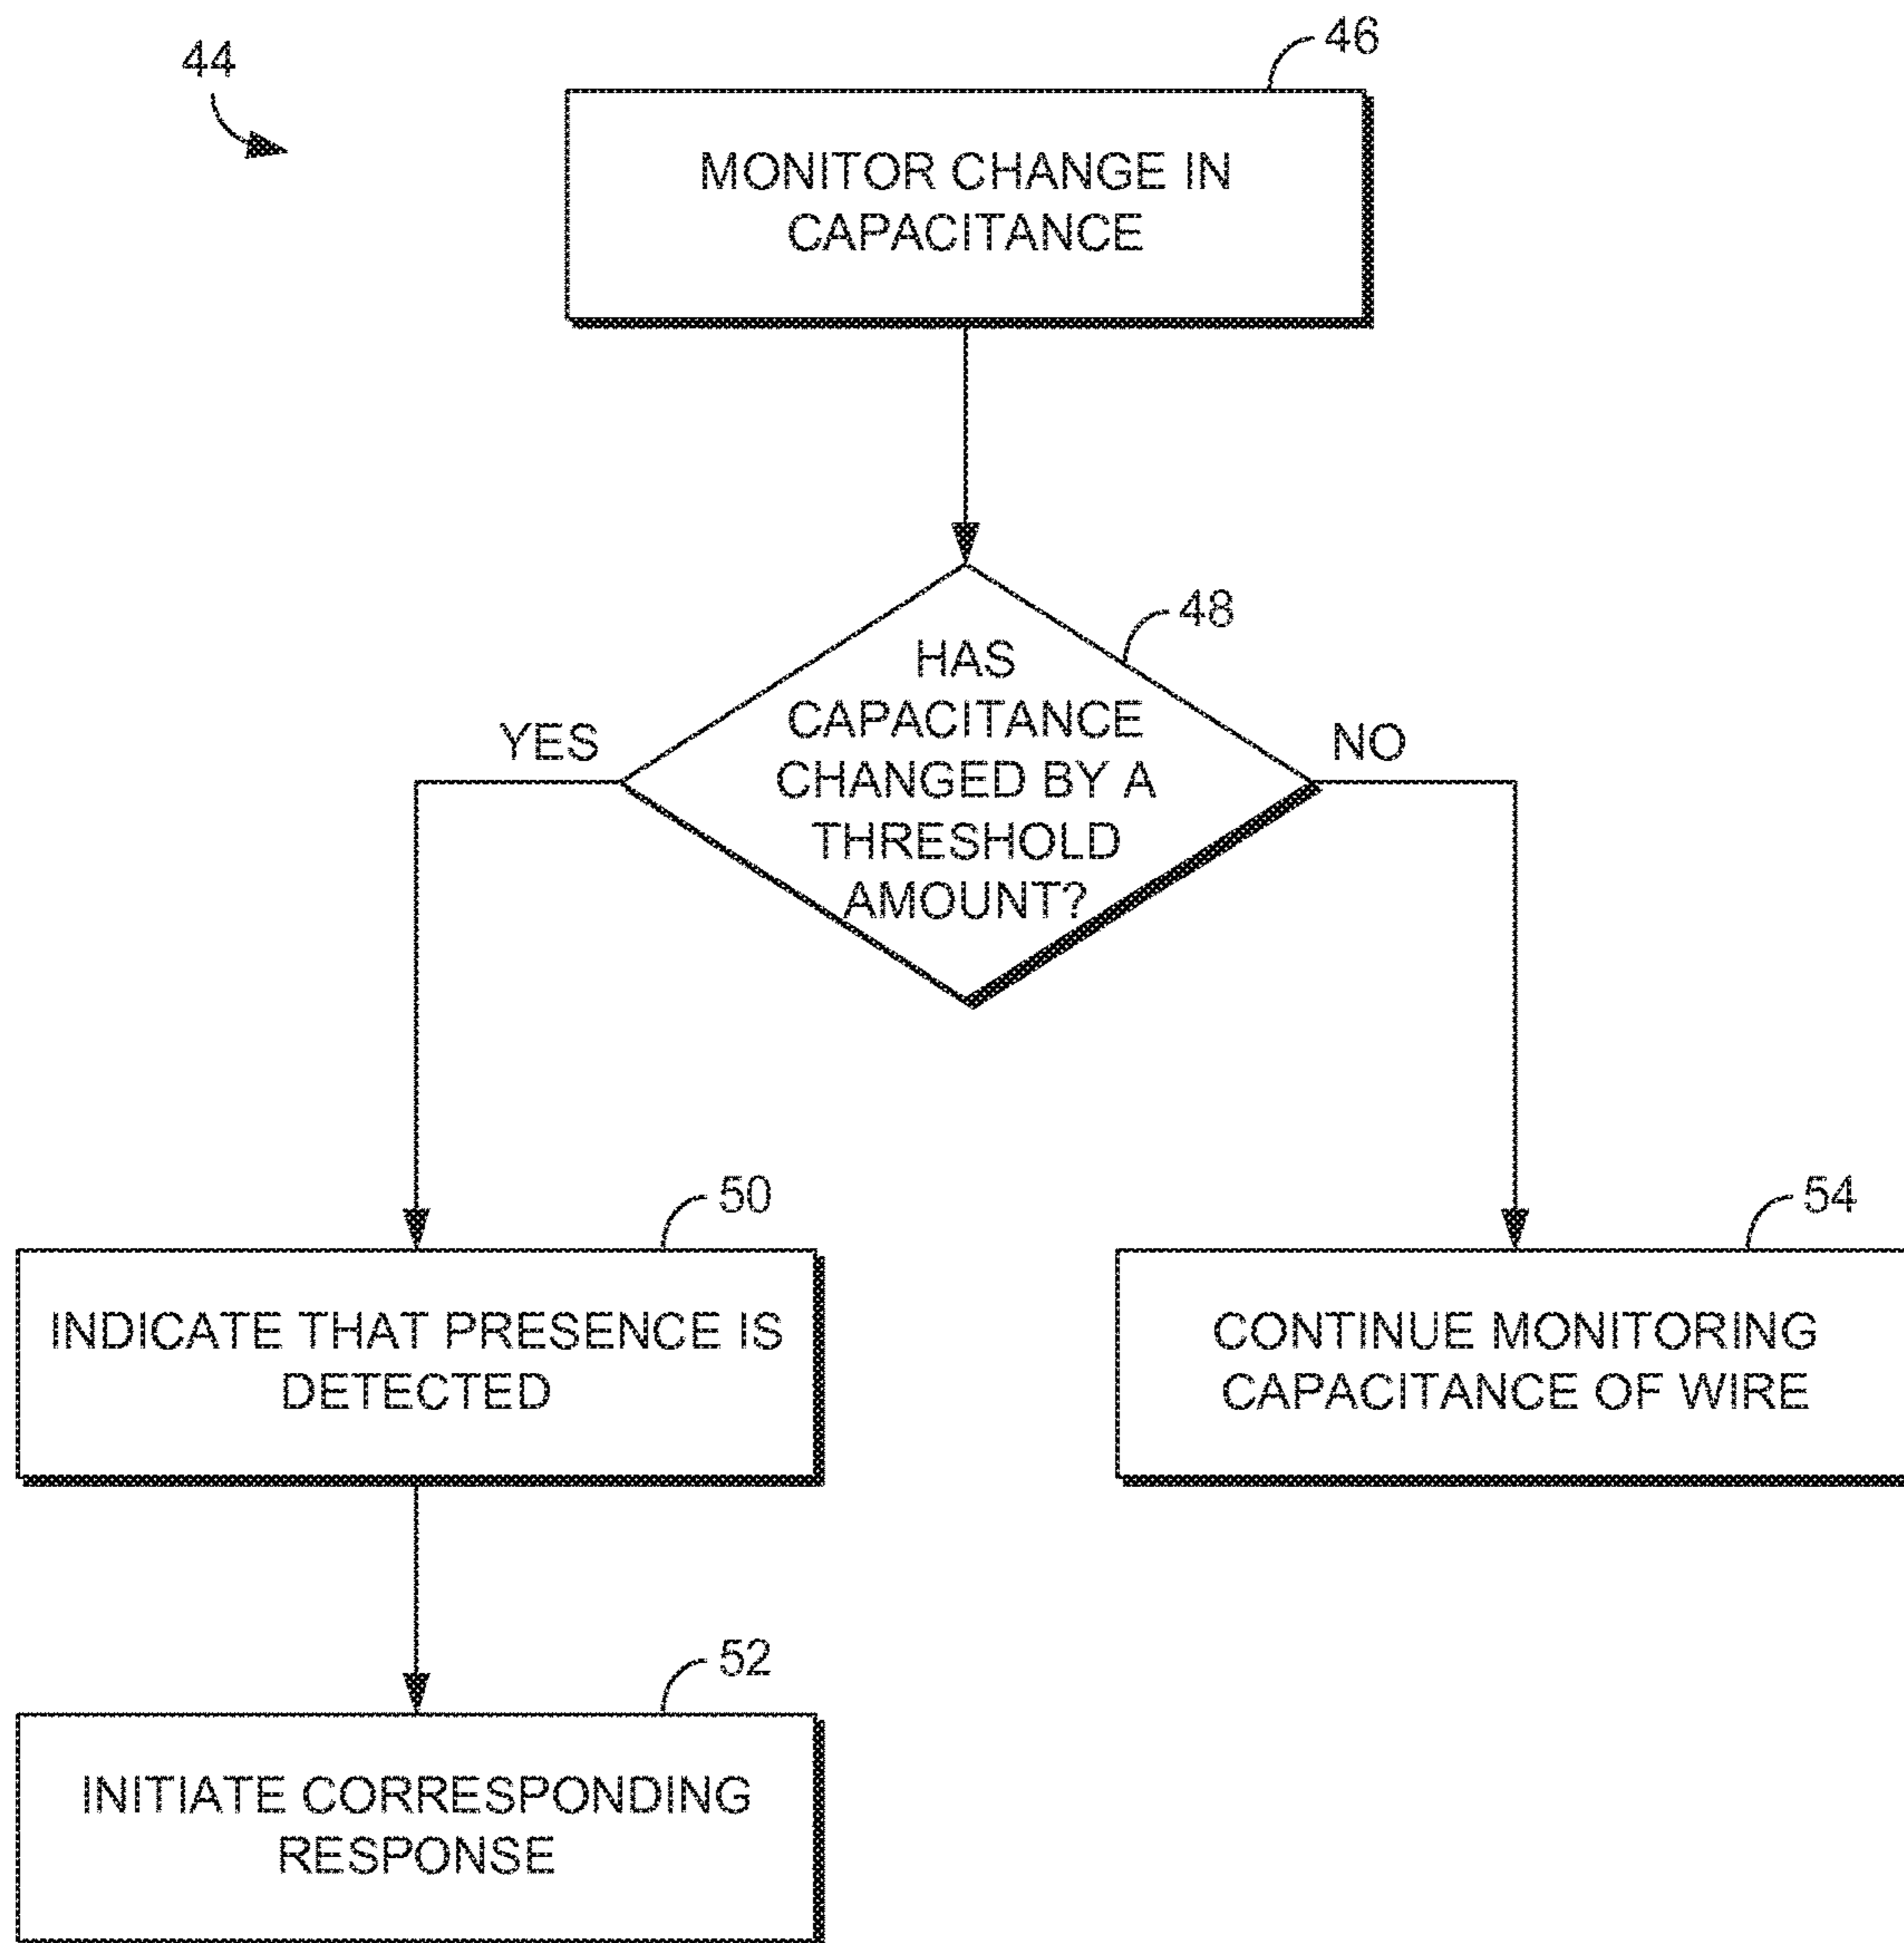 44
46
MONITOR CHANGE IN
CAPACITANCE
48
HAS
CAPACITANCE
CHANGED BY A
THRESHOLD
AMOUNT?
YES
NO
50
INDICATE THAT PRESENCE IS
DETECTED
54
CONTINUE MONITORING
CAPACITANCE OF WIRE
52
INITIATE CORRESPONDING
RESPONSE